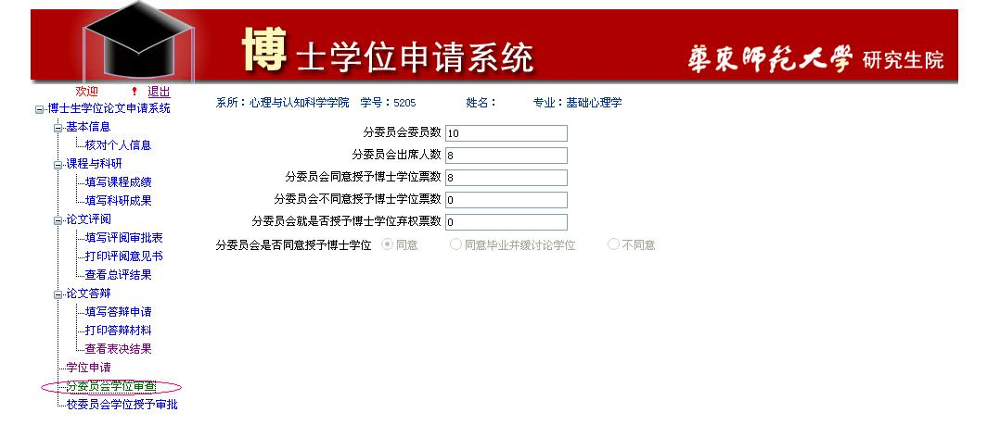 博士学位申请系统
華東師範大學 研究生院
欢迎 ! 退出
博士生学位论文申请系统
基本信息
核对个人信息
课程与科研
填写课程成绩
填写科研成果
论文评阅
填写评阅审批表
打印评阅意见书
查看总评结果
论文答辩
填写答辩申请
打印答辩材料
查看表决结果
学位申请
分委员会学位审查
校委员会学位授予审批
系所：心理与认知科学学院 学号：5205 姓名： 专业：基础心理学
分委员会委员数 10
分委员会出席人数 8
分委员会同意授予博士学位票数 8
分委员会不同意授予博士学位票数 0
分委员会就是否授予博士学位弃权票数 0
分委员会是否同意授予博士学位 同意 同意毕业并缓讨论学位 不同意